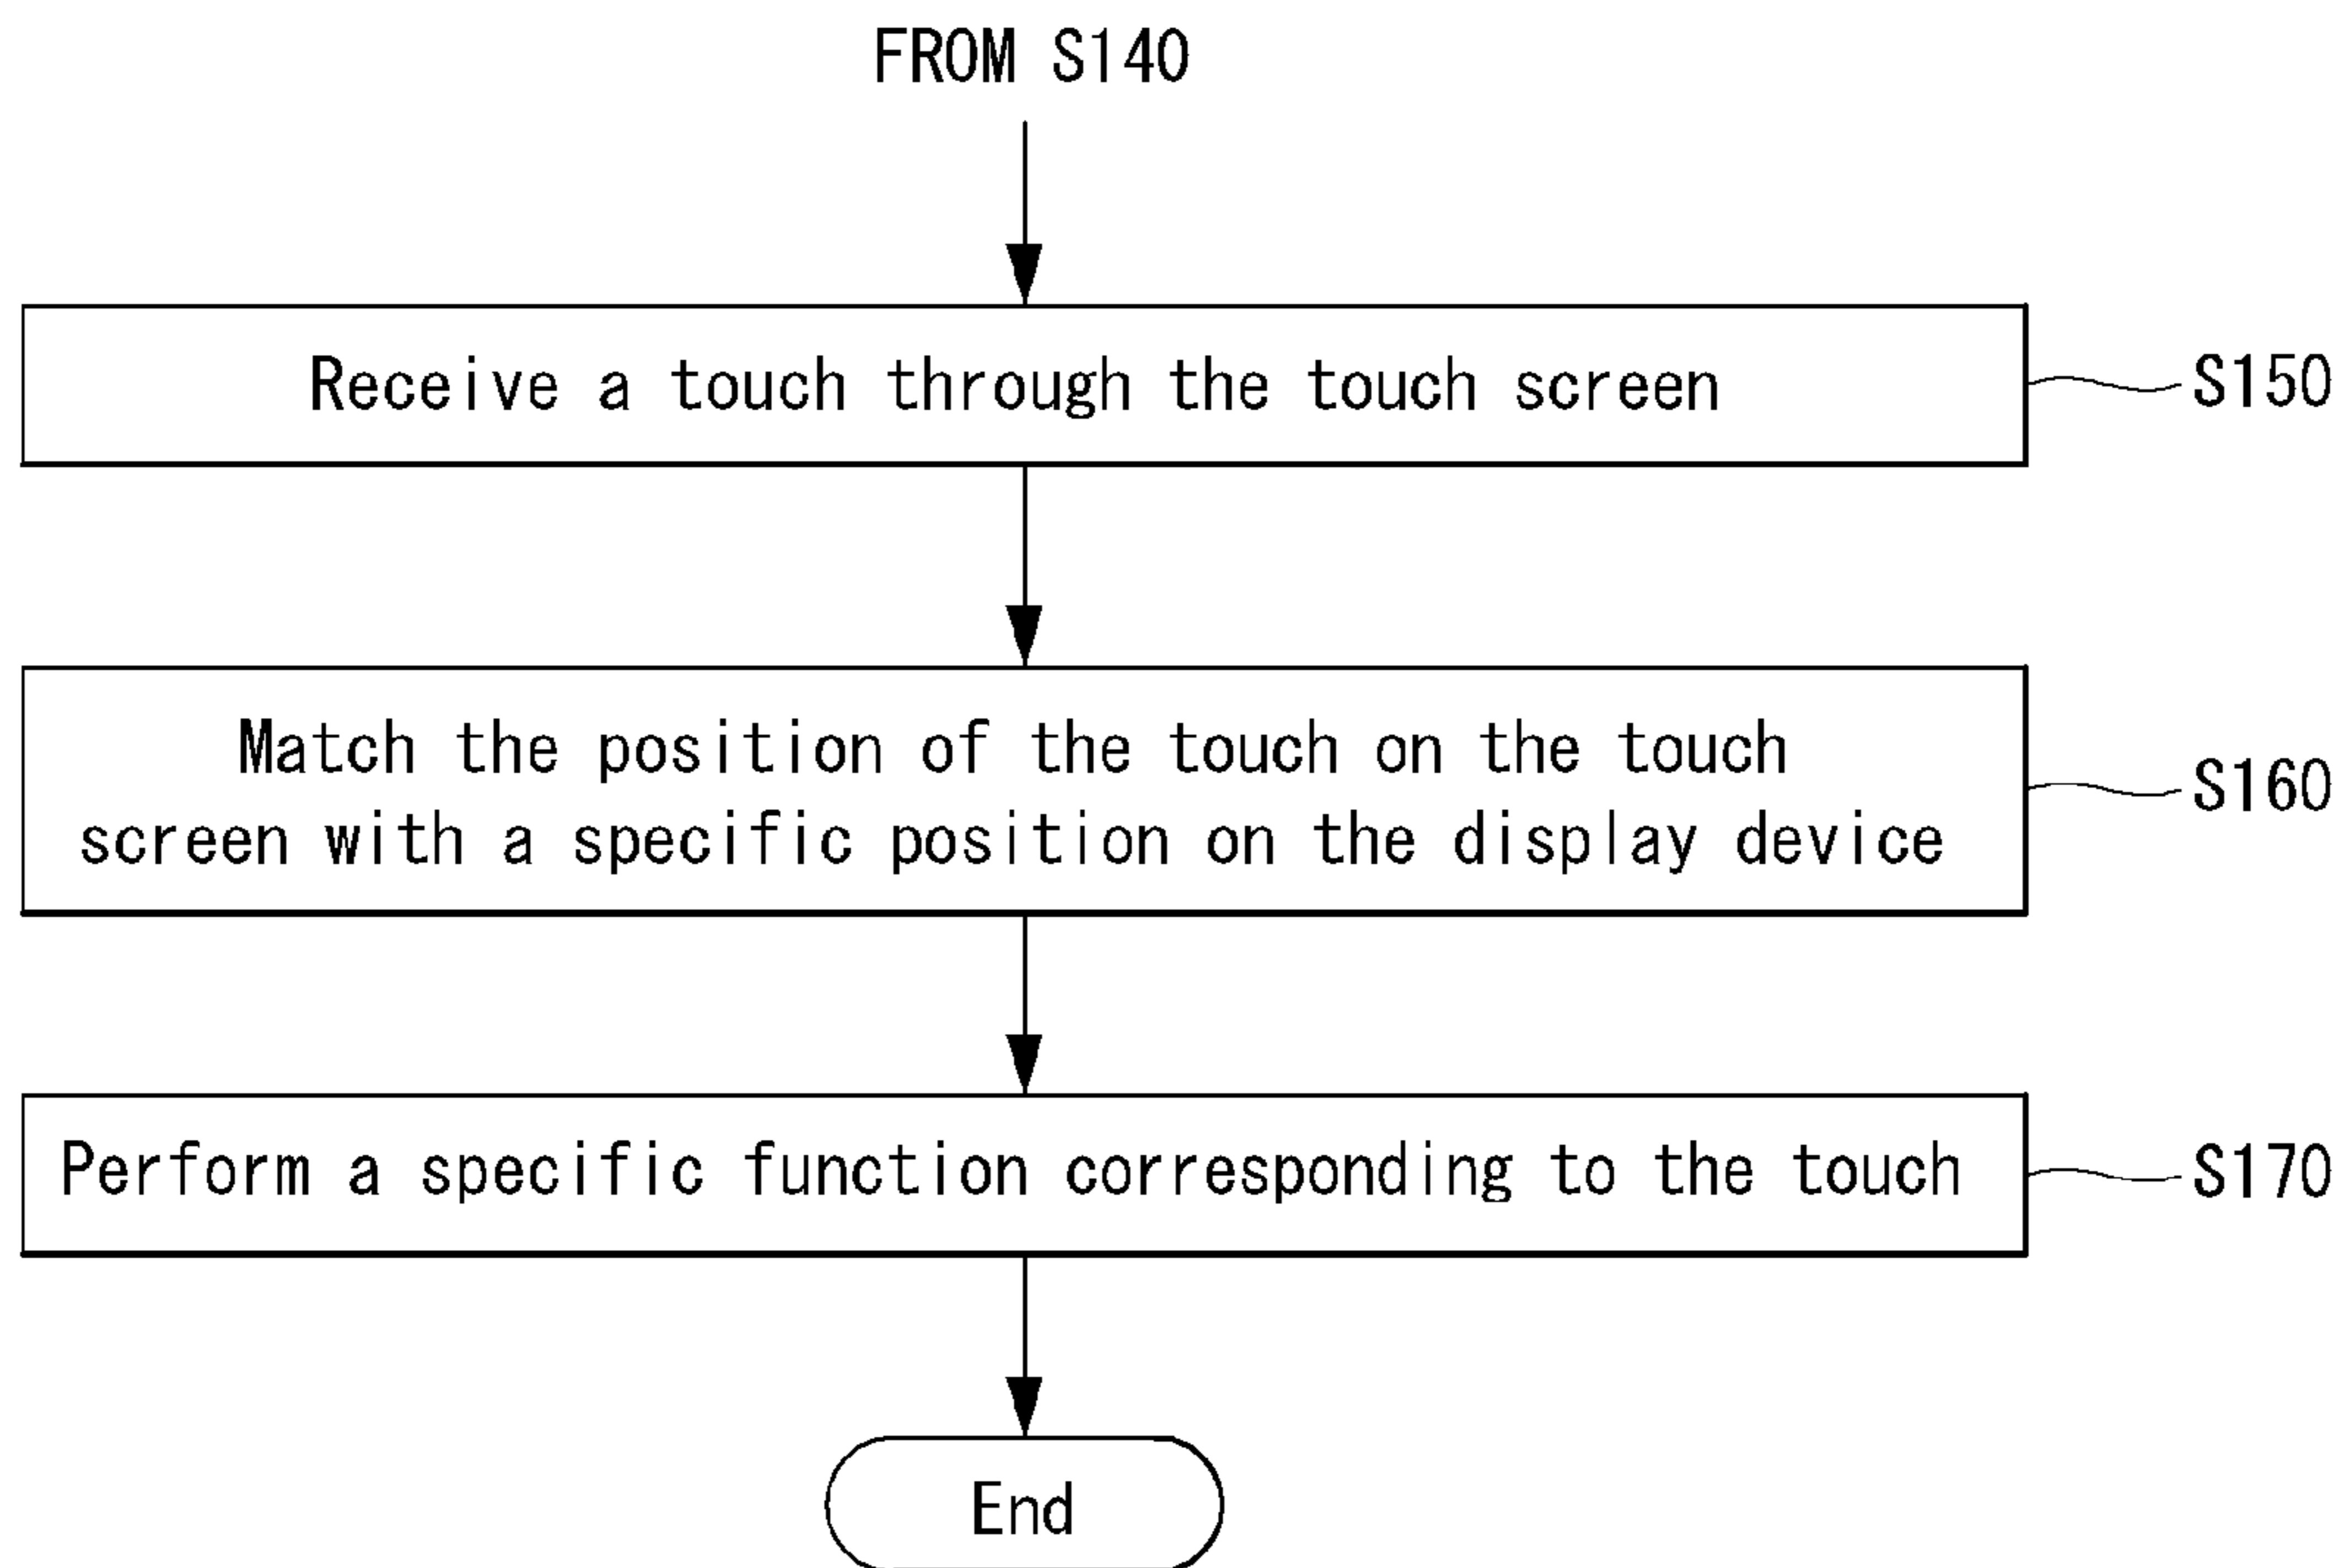 FROM S140
Receive a touch through the touch screen
S150
Match the position of the touch on the touch
screen with a specific position on the display device
S160
Perform a specific function corresponding to the touch
S170
End